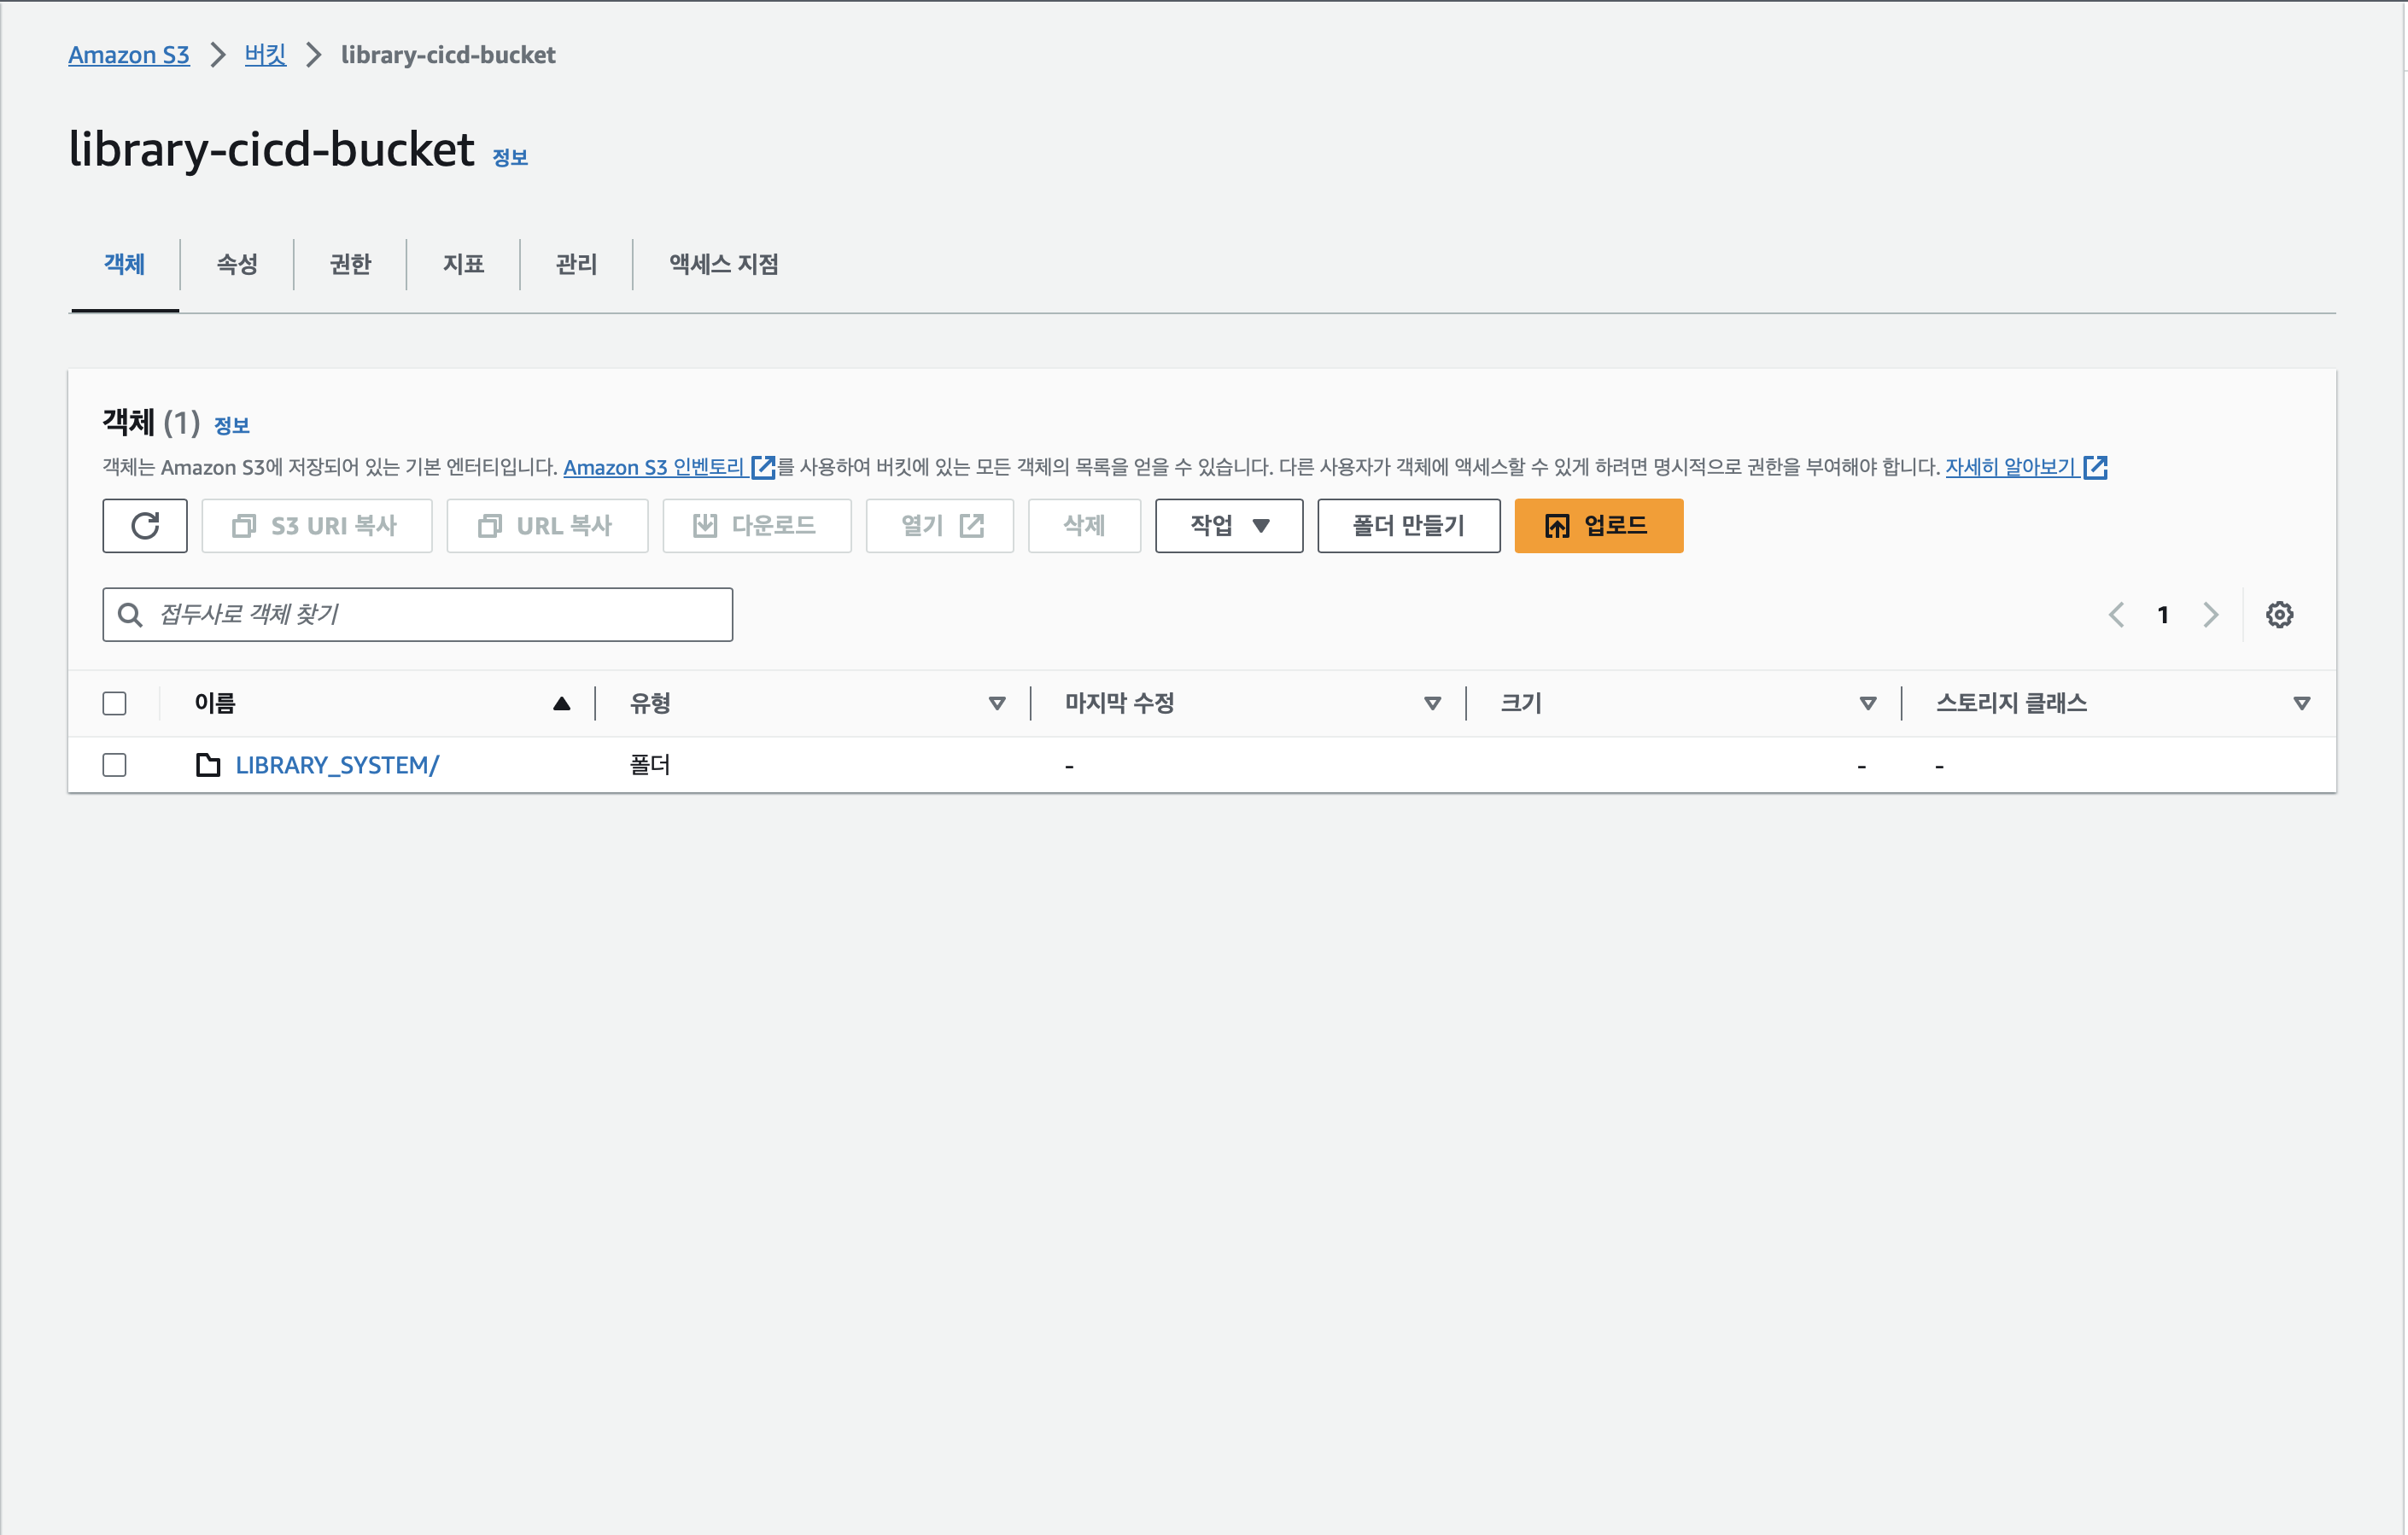 Amazon S3 > 버킷 > library-cicd-bucket
library-cicd-bucket 정보
객체 속성 권한 지표 관리 액세스 지점
객체 (1) 정보
객체는 Amazon S3에 저장되어 있는 기본 엔터티입니다. Amazon S3 인벤토리 를 사용하여 버킷에 있는 모든 객체의 목록을 얻을 수 있습니다. 다른 사용자가 객체에 액세스할 수 있게 하려면 명시적으로 권한을 부여해야 합니다. 자세히 알아보기
S3 URI 복사 URL 복사 다운로드 열기 삭제 작업 폴더 만들기 업로드
접두사로 객체 찾기 1
이름 유형 마지막 수정 크기 스토리지 클래스
LIBRARY_SYSTEM/ 폴더 - - -